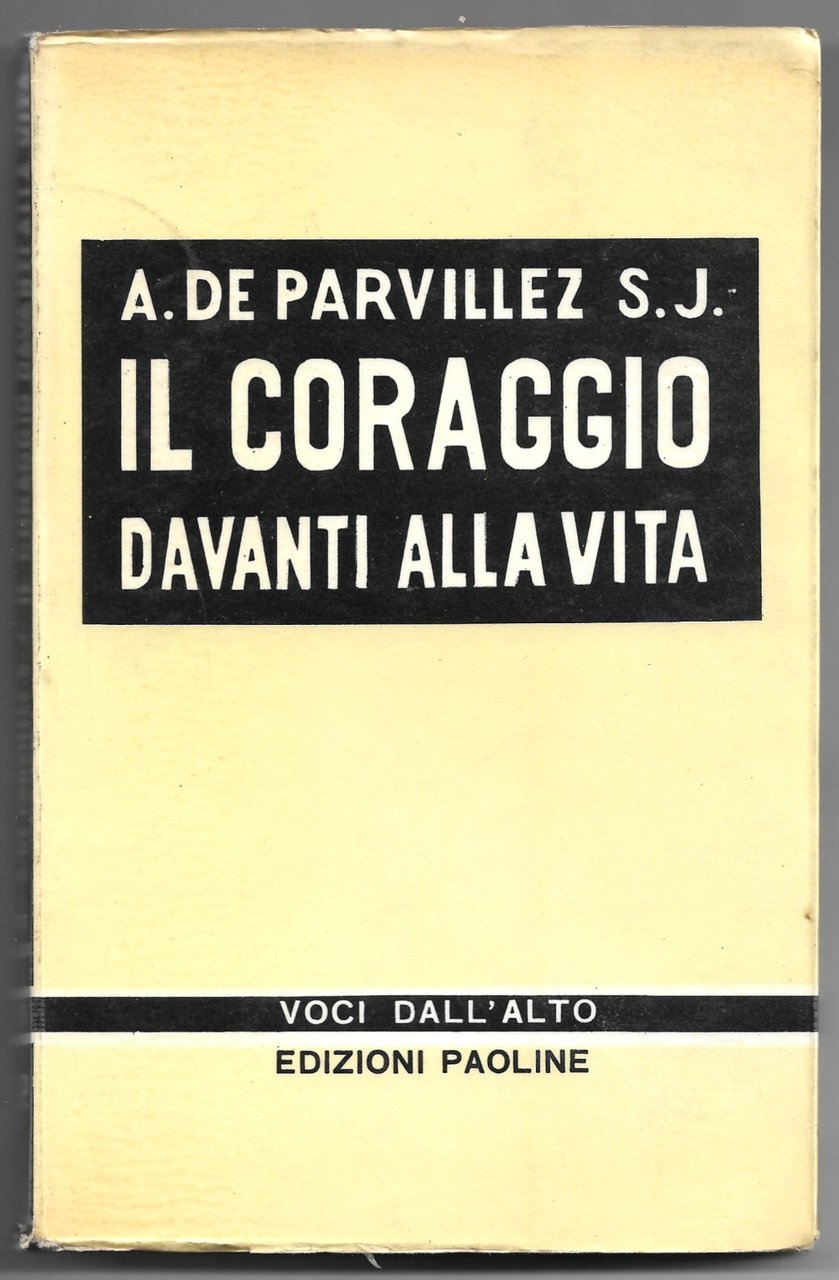 A. DE PARVILLEZ S.J.
IL CORAGGIO
DAVANTI ALLA VITA
VOCI DALL'ALTO
EDIZIONI PAOLINE